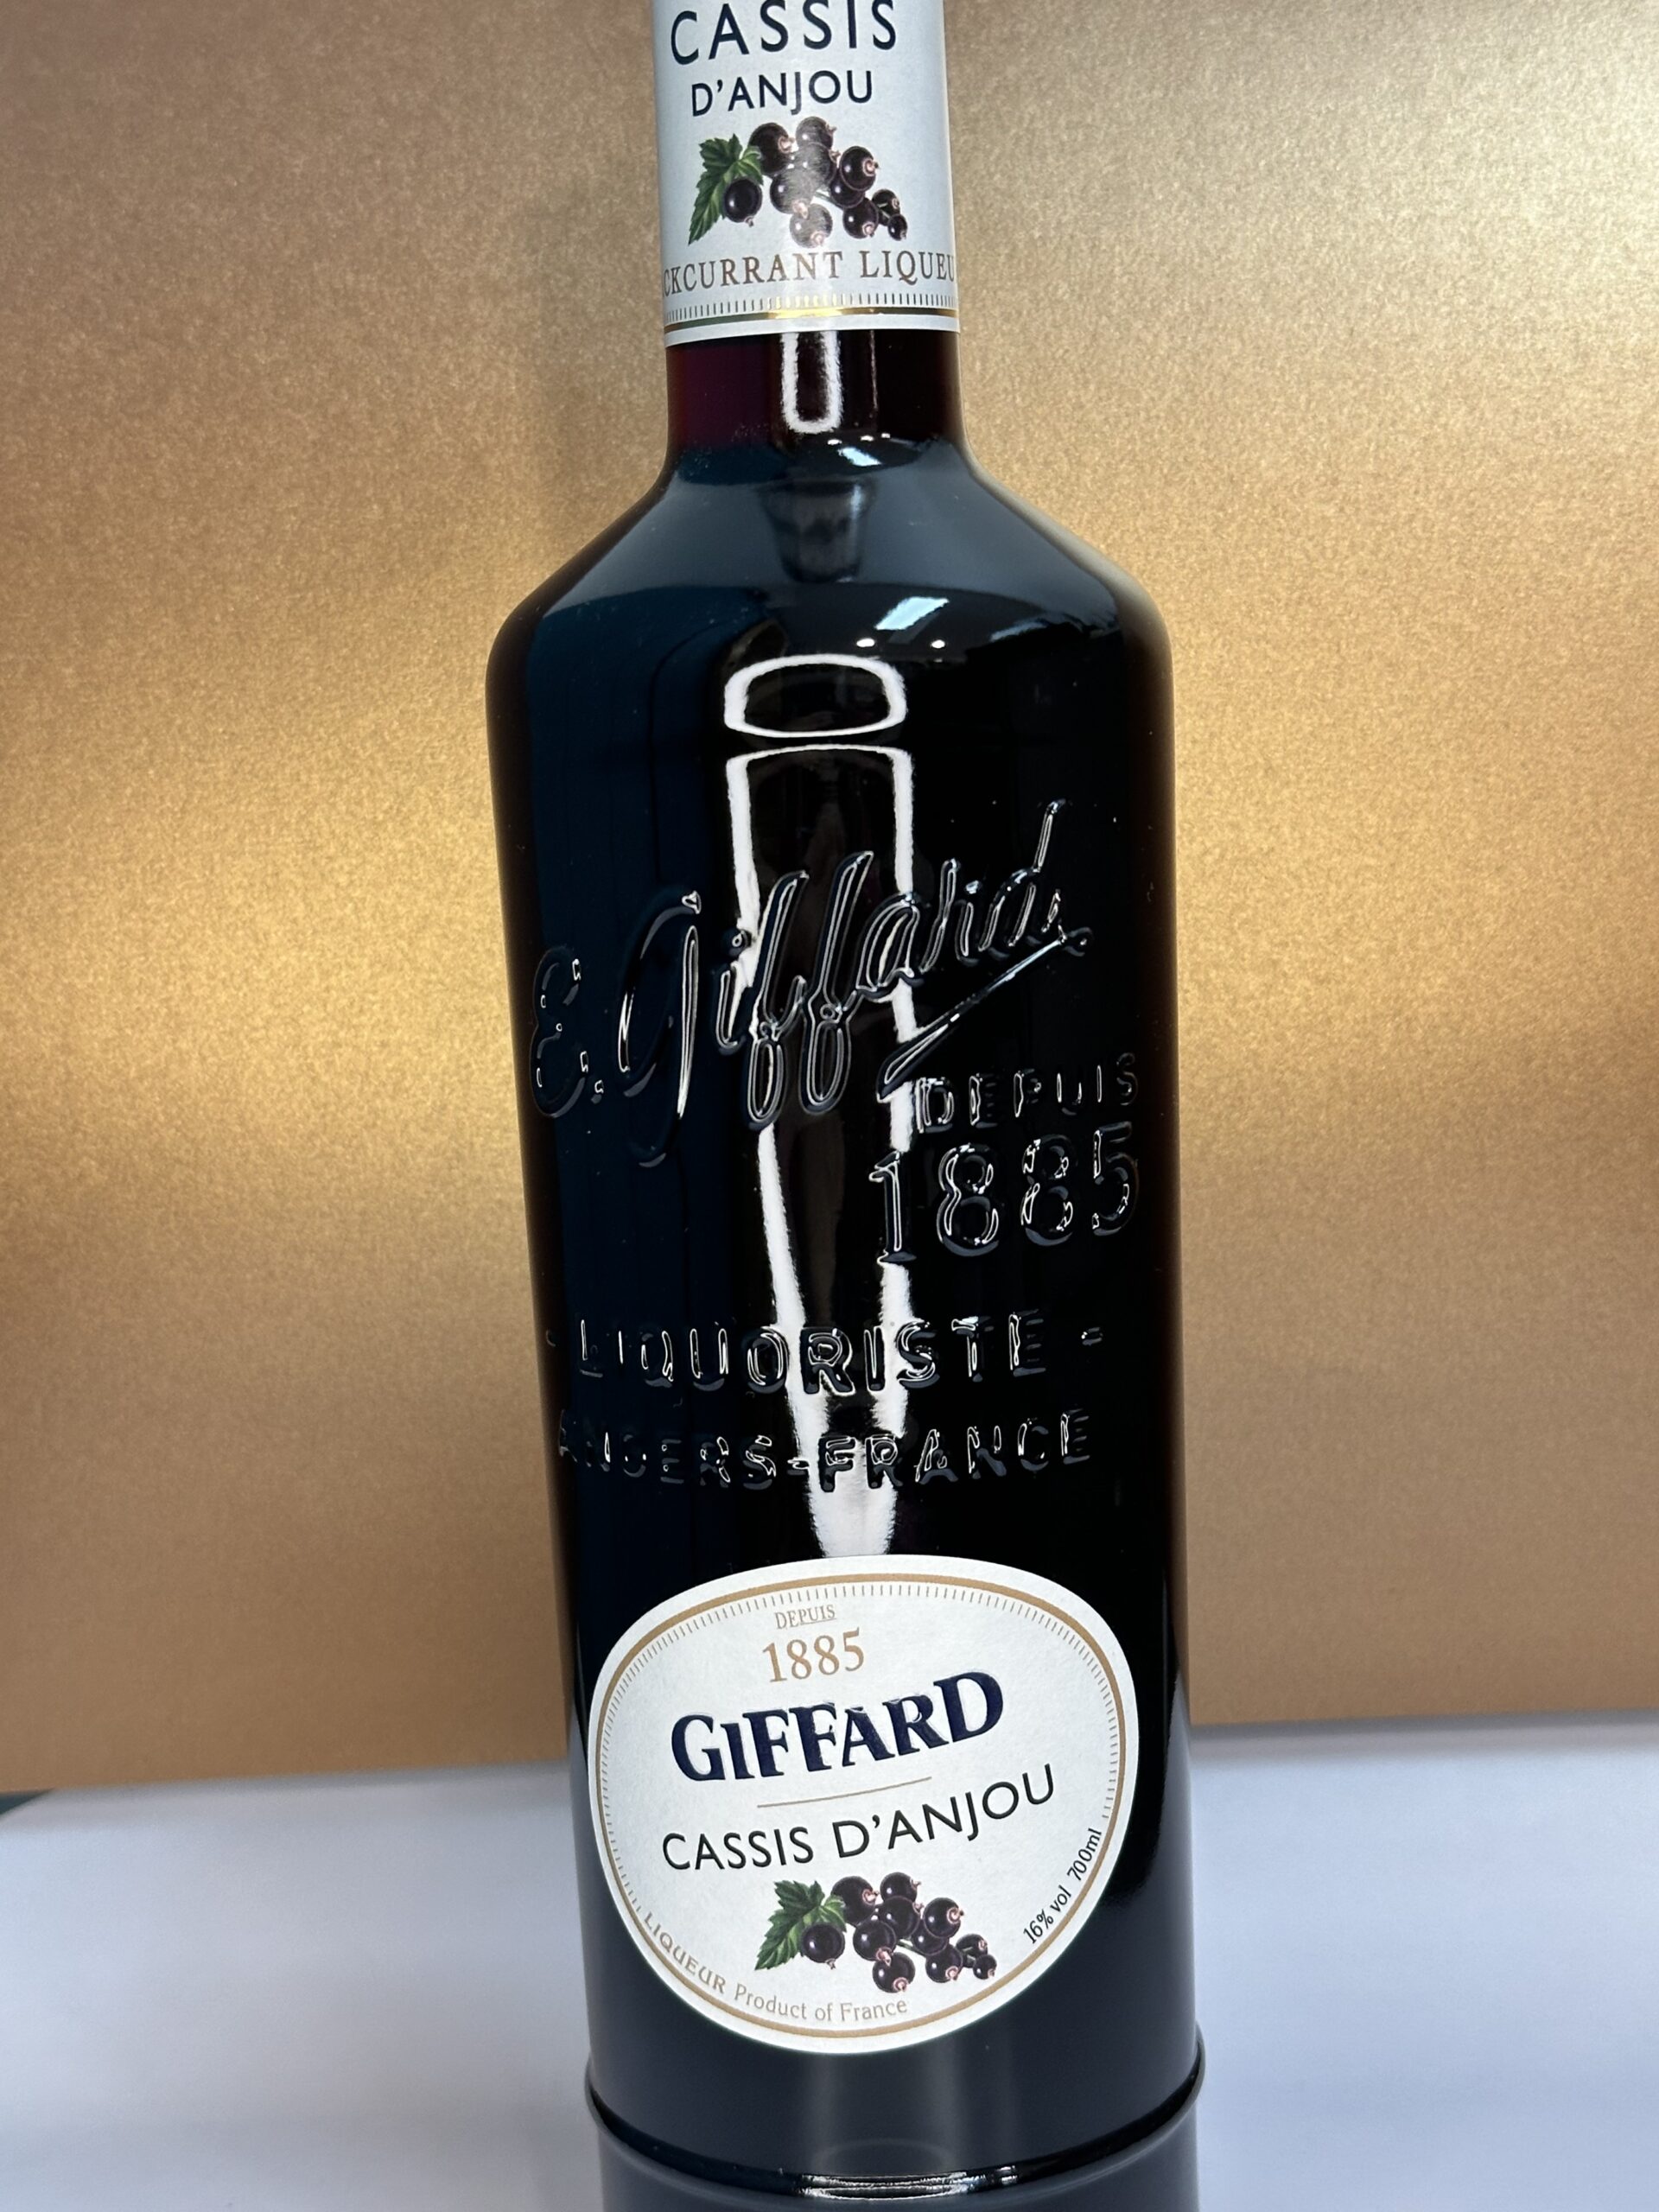 CASSIS
D'ANJOU
CKCURRANT LIQUEU
E. Giffard
DEPUIS
1885
- LIQUORISTE -
ANGERS-FRANCE
DEPUIS
1885
GIFFARD
CASSIS D'ANJOU
16% vol 700ml
LIQUEUR Product of France